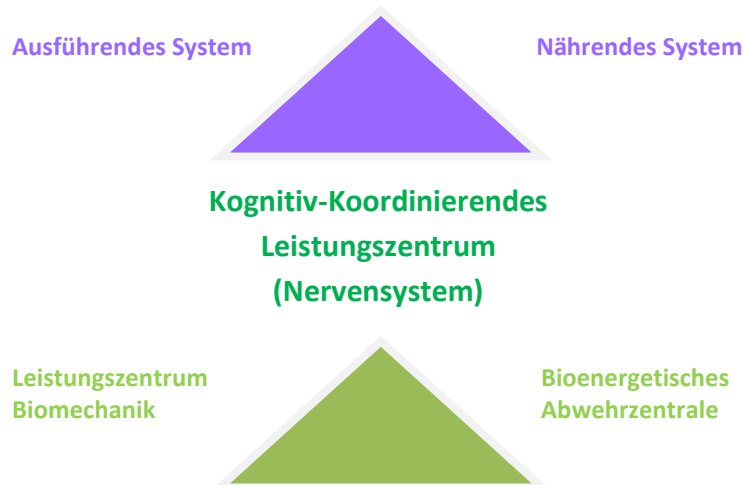 Ausführendes System
Nährendes System
Kognitiv-Koordinierendes
Leistungszentrum
(Nervensystem)
Leistungszentrum
Biomechanik
Bioenergetisches
Abwehrzentrale